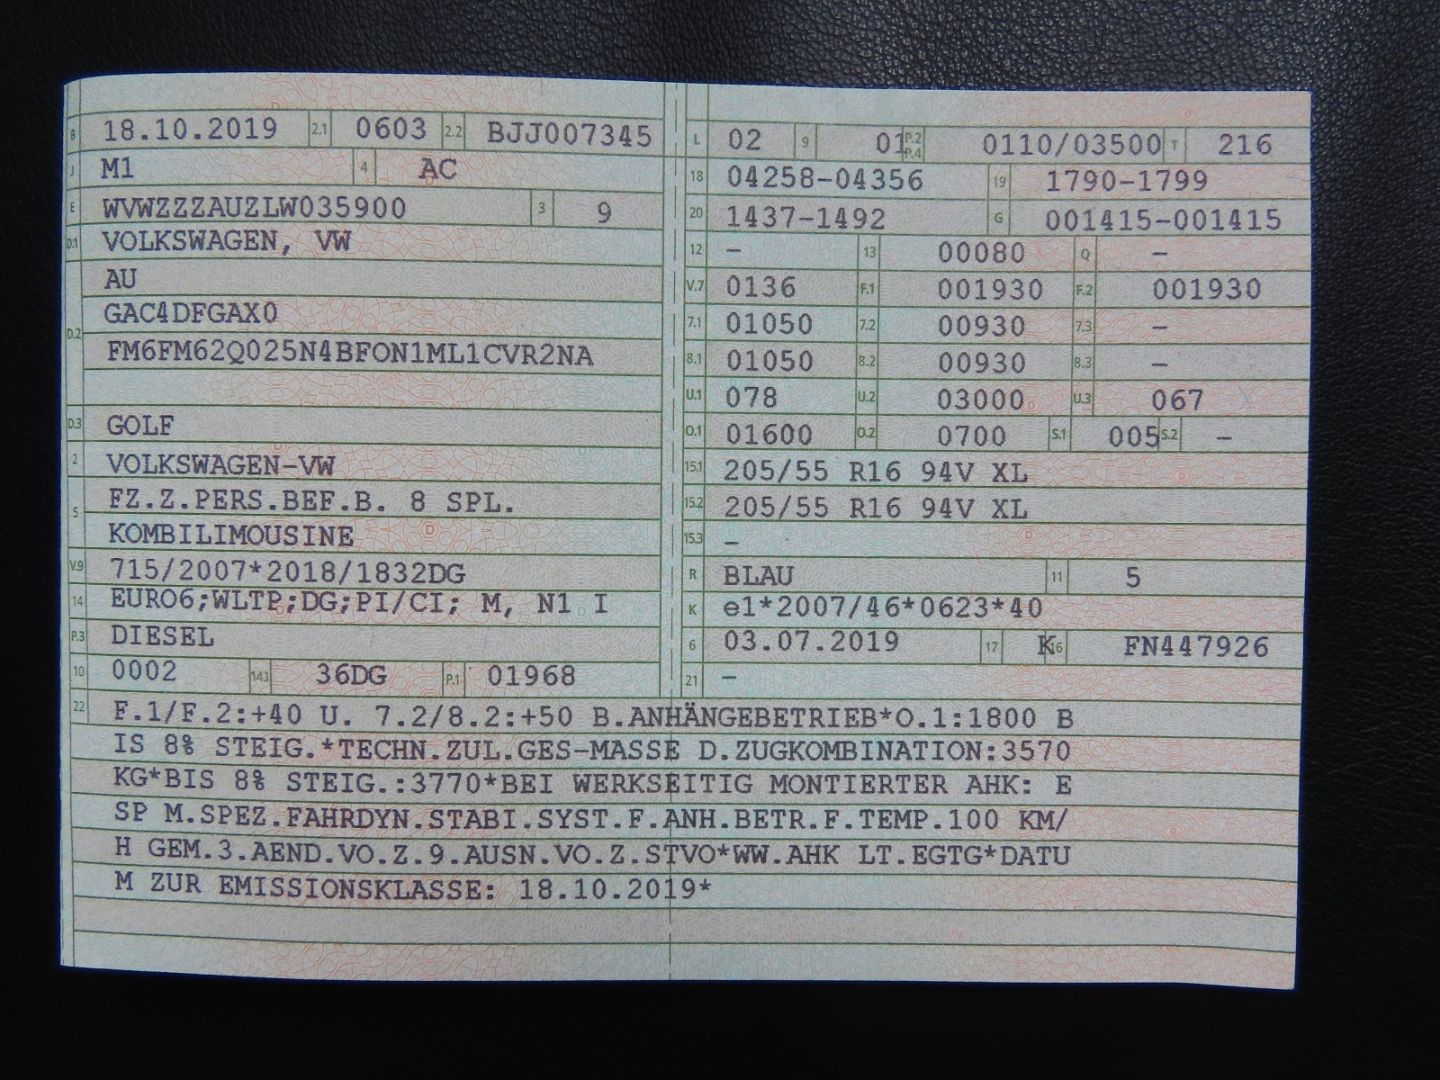 B 18.10.2019 2.1 0603 2.2 BJJ007345
J M1 4 AC
E WVWZZZAUZLW035900 3 9
D.1 VOLKSWAGEN, VW
D.2 AU
GAC4DFGAX0
FM6FM62Q025N4BFON1ML1CVR2NA
D.3 GOLF
2 VOLKSWAGEN-VW
5 FZ.Z.PERS.BEF.B. 8 SPL.
KOMBILIMOUSINE
V.9 715/2007*2018/1832DG
14 EURO6;WLTP;DG;PI/CI; M, N1 I
P.3 DIESEL
10 0002 14.1 36DG P.1 01968
L 02 9 01 P.2 P.4 0110/03500 T 216
18 04258-04356 19 1790-1799
20 1437-1492 G 001415-001415
12 – 13 00080 Q –
V.7 0136 F.1 001930 F.2 001930
7.1 01050 7.2 00930 7.3 –
8.1 01050 8.2 00930 8.3 –
U.1 078 U.2 03000 U.3 067
O.1 01600 O.2 0700 S.1 005 S.2 –
15.1 205/55 R16 94V XL
15.2 205/55 R16 94V XL
15.3 –
R BLAU 11 5
K e1*2007/46*0623*40
6 03.07.2019 17 K 16 FN447926
21 –
22 F.1/F.2:+40 U. 7.2/8.2:+50 B.ANHÄNGEBETRIEB*O.1:1800 B
IS 8% STEIG.*TECHN.ZUL.GES-MASSE D.ZUGKOMBINATION:3570
KG*BIS 8% STEIG.:3770*BEI WERKSEITIG MONTIERTER AHK: E
SP M.SPEZ.FAHRDYN.STABI.SYST.F.ANH.BETR.F.TEMP.100 KM/
H GEM.3.AEND.VO.Z.9.AUSN.VO.Z.STVO*WW.AHK LT.EGTG*DATU
M ZUR EMISSIONSKLASSE: 18.10.2019*